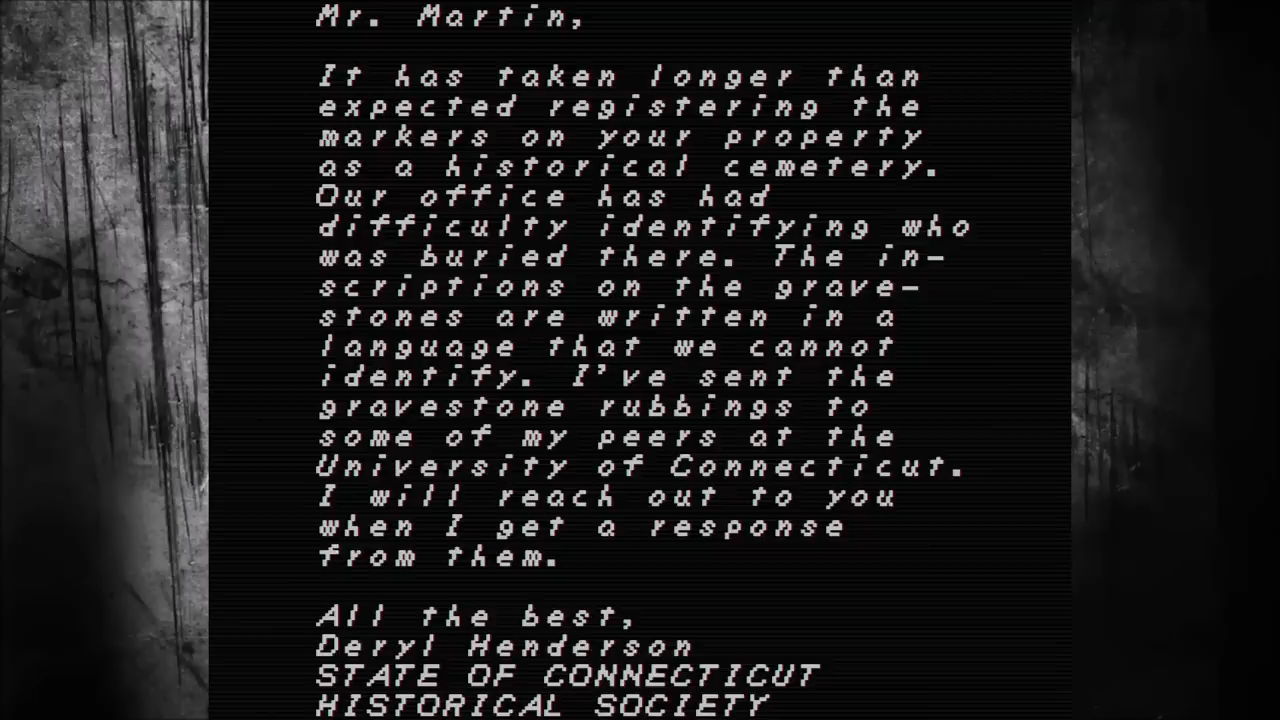 Mr. Martin,
It has taken longer than
expected registering the
markers on your property
as a historical cemetery.
Our office has had
difficulty identifying who
was buried there. The in-
scriptions on the grave-
stones are written in a
language that we cannot
identify. I've sent the
gravestone rubbings to
some of my peers at the
University of Connecticut.
I will reach out to you
when I get a response
from them.
All the best,
Deryl Henderson
STATE OF CONNECTICUT
HISTORICAL SOCIETY